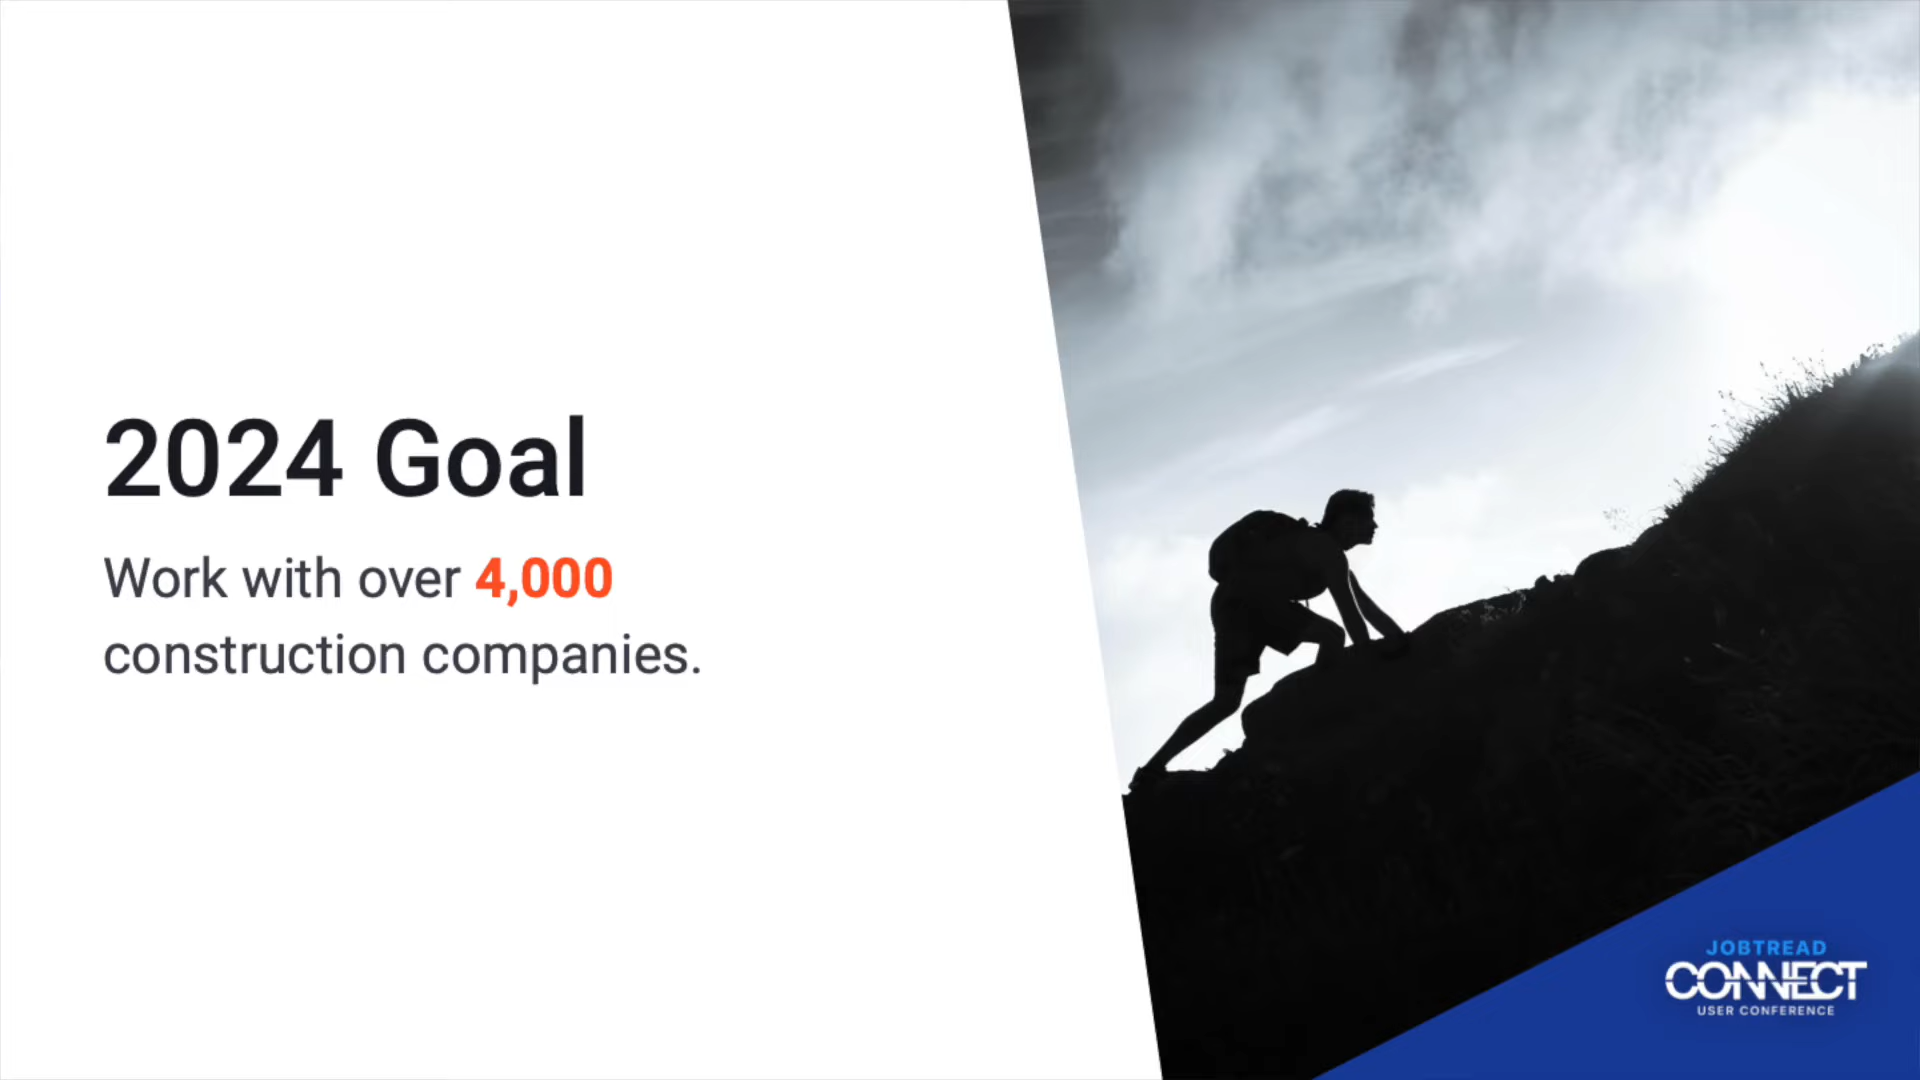 2024 Goal
Work with over 4,000
construction companies.
JOBTREAD
CONNECT
USER CONFERENCE